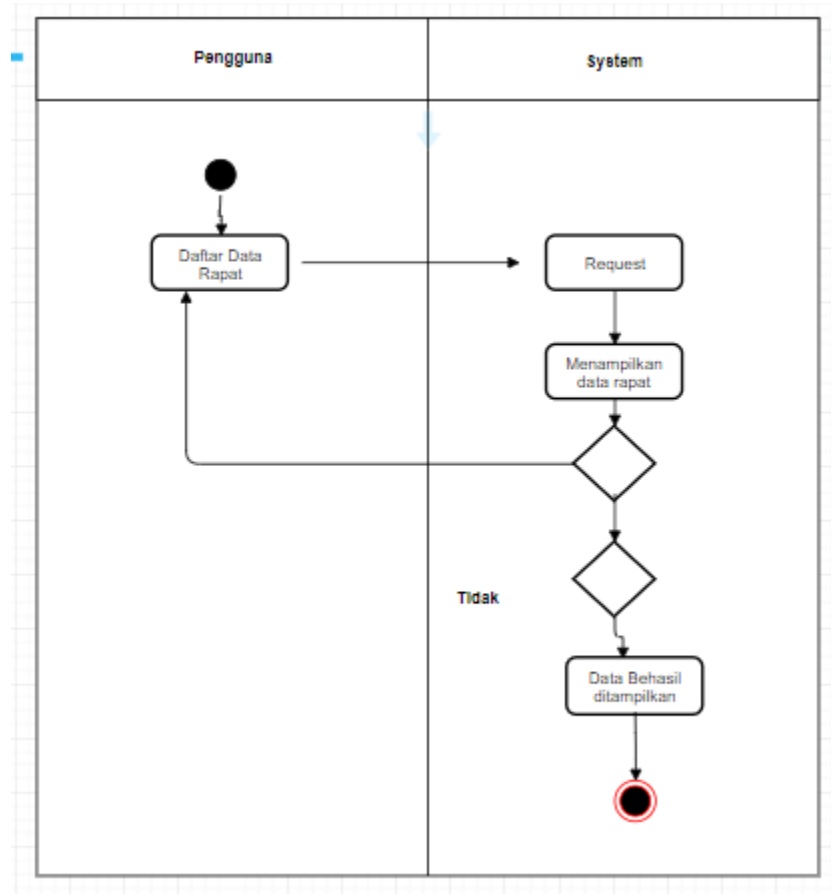 Pengguna
System
Daftar Data
Rapat
Request
Menampilkan
data rapat
Tidak
Data Behasil
ditampilkan